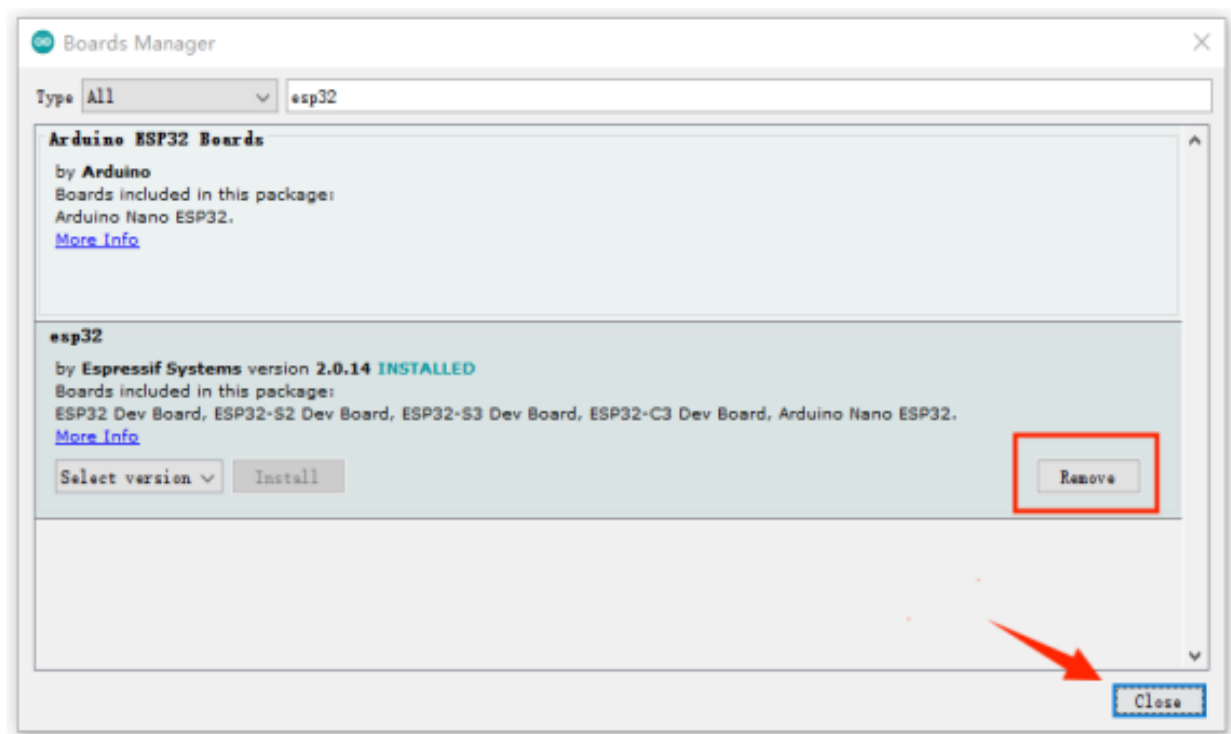 Boards Manager
Type All esp32
Arduino ESP32 Boards
by Arduino
Boards included in this package:
Arduino Nano ESP32.
More Info
esp32
by Espressif Systems version 2.0.14 INSTALLED
Boards included in this package:
ESP32 Dev Board, ESP32-S2 Dev Board, ESP32-S3 Dev Board, ESP32-C3 Dev Board, Arduino Nano ESP32.
More Info
Select version Install Remove
Close